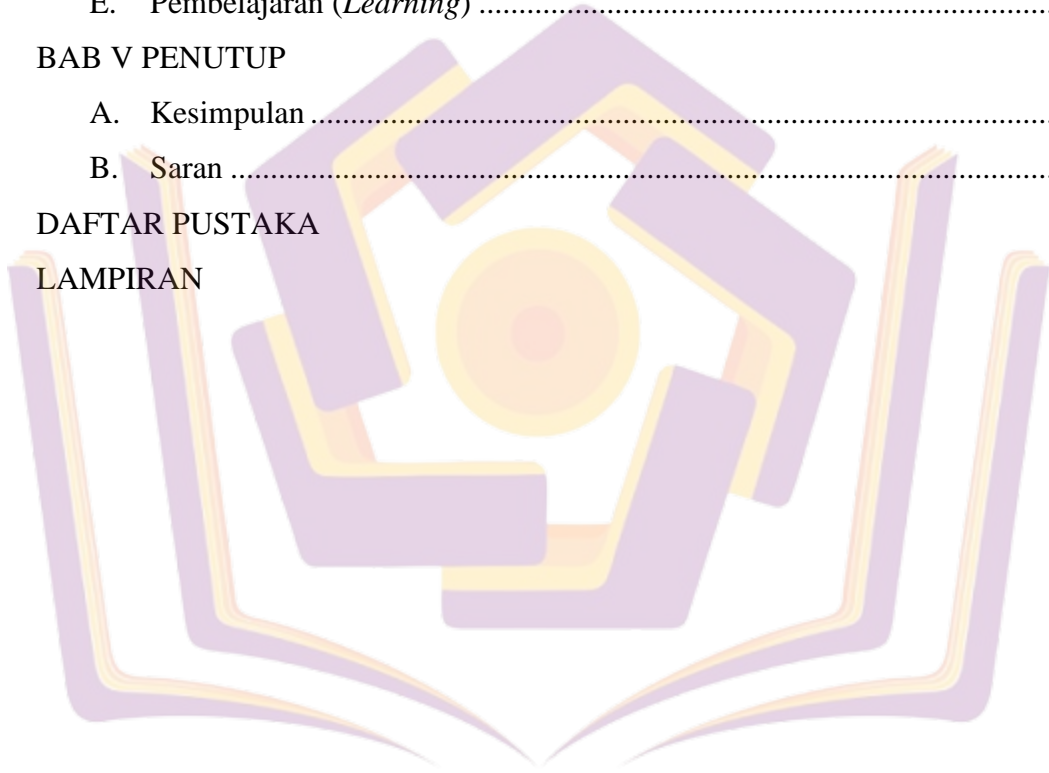 E. Pembelajaran (Learning) ........................................................................
BAB V PENUTUP
A. Kesimpulan .............................................................................................
B. Saran .......................................................................................................
DAFTAR PUSTAKA
LAMPIRAN